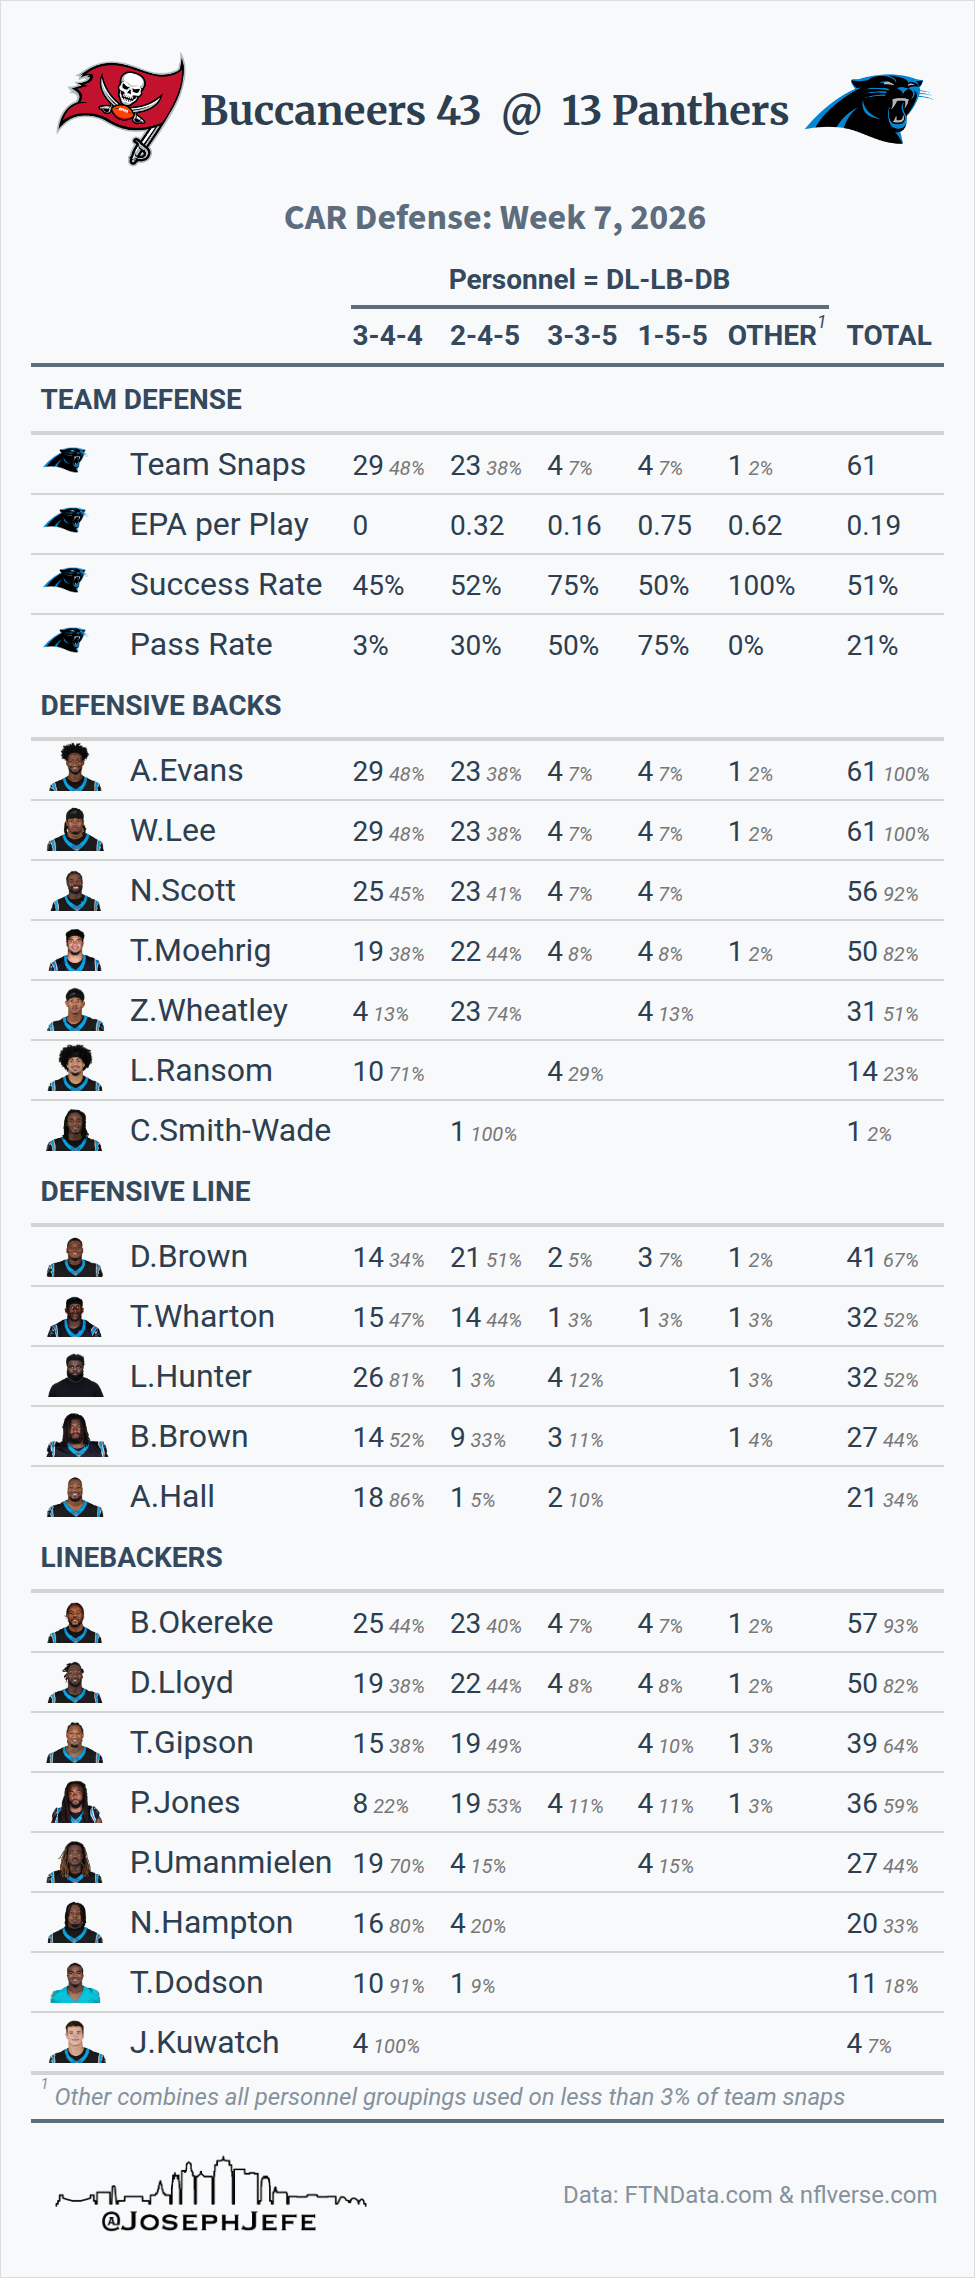 Buccaneers 43 @ 13 Panthers
CAR Defense: Week 7, 2026
Personnel = DL-LB-DB
3-4-4 2-4-5 3-3-5 1-5-5 OTHER1 TOTAL
TEAM DEFENSE
Team Snaps 29 48% 23 38% 4 7% 4 7% 1 2% 61
EPA per Play 0 0.32 0.16 0.75 0.62 0.19
Success Rate 45% 52% 75% 50% 100% 51%
Pass Rate 3% 30% 50% 75% 0% 21%
DEFENSIVE BACKS
A.Evans 29 48% 23 38% 4 7% 4 7% 1 2% 61 100%
W.Lee 29 48% 23 38% 4 7% 4 7% 1 2% 61 100%
N.Scott 25 45% 23 41% 4 7% 4 7% 56 92%
T.Moehrig 19 38% 22 44% 4 8% 4 8% 1 2% 50 82%
Z.Wheatley 4 13% 23 74% 4 13% 31 51%
L.Ransom 10 71% 4 29% 14 23%
C.Smith-Wade 1 100% 1 2%
DEFENSIVE LINE
D.Brown 14 34% 21 51% 2 5% 3 7% 1 2% 41 67%
T.Wharton 15 47% 14 44% 1 3% 1 3% 1 3% 32 52%
L.Hunter 26 81% 1 3% 4 12% 1 3% 32 52%
B.Brown 14 52% 9 33% 3 11% 1 4% 27 44%
A.Hall 18 86% 1 5% 2 10% 21 34%
LINEBACKERS
B.Okereke 25 44% 23 40% 4 7% 4 7% 1 2% 57 93%
D.Lloyd 19 38% 22 44% 4 8% 4 8% 1 2% 50 82%
T.Gipson 15 38% 19 49% 4 10% 1 3% 39 64%
P.Jones 8 22% 19 53% 4 11% 4 11% 1 3% 36 59%
P.Umanmielen 19 70% 4 15% 4 15% 27 44%
N.Hampton 16 80% 4 20% 20 33%
T.Dodson 10 91% 1 9% 11 18%
J.Kuwatch 4 100% 4 7%
1 Other combines all personnel groupings used on less than 3% of team snaps
@JosephJefe
Data: FTNData.com & nflverse.com